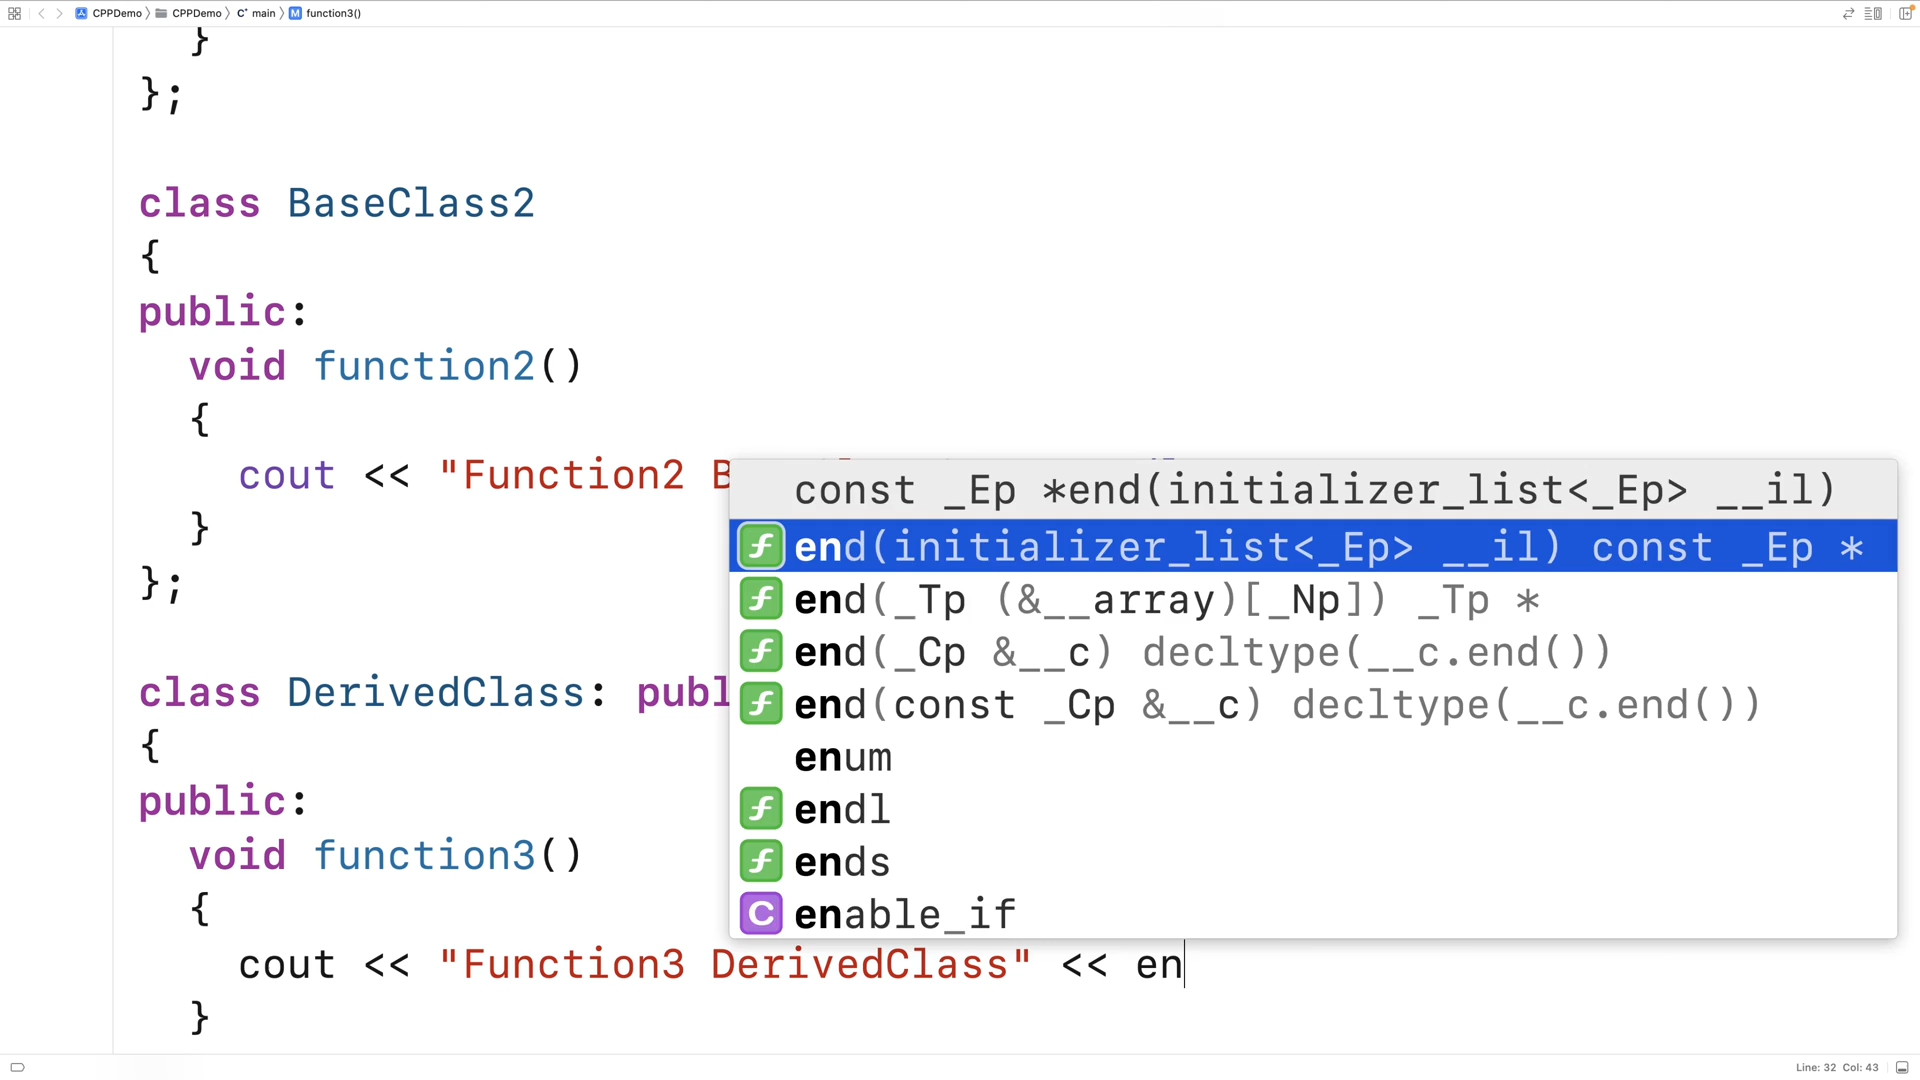 CPPDemo CPPDemo main function3()
}
};
class BaseClass2
{
public:
void function2()
{
cout << "Function2
}
};
class DerivedClass: publ
{
public:
void function3()
{
cout << "Function3 DerivedClass" << en
}
const _Ep *end(initializer_list<_Ep> __il)
end(initializer_list<_Ep> __il) const _Ep *
end(_Tp (&__array)[_Np]) _Tp *
end(_Cp &__c) decltype(__c.end())
end(const _Cp &__c) decltype(__c.end())
enum
endl
ends
enable_if
Line: 32 Col: 43